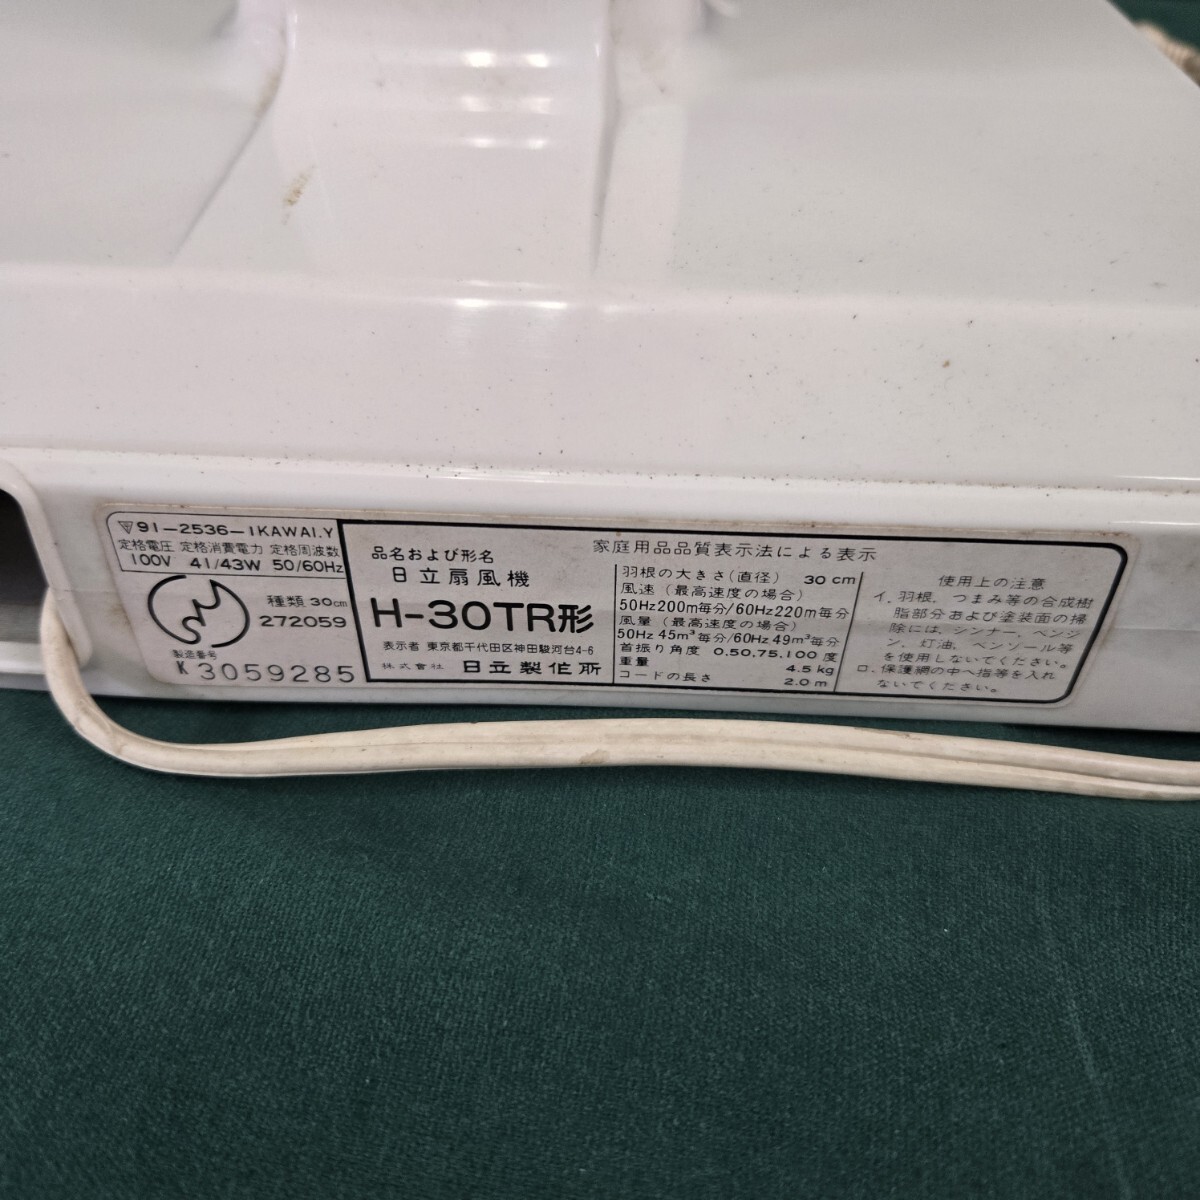 ▽〒91-2536-1KAWAI.Y
定格電圧 定格消費電力 定格周波数
100V 41/43W 50/60Hz
種類 30cm
272059
製造番号
K 3059285
品名および形名
日立扇風機
H-30TR形
表示者 東京都千代田区神田駿河台4-6
株式会社 日立製作所
家庭用品品質表示法による表示
羽根の大きさ(直径) 30cm
風速(最高速度の場合)
50Hz200m毎分/60Hz220m毎分
風量(最高速度の場合)
50Hz 45m³毎分/60Hz 49m³毎分
首振り角度 0.50,75,100度
重量 4.5kg
コードの長さ 2.0m
使用上の注意
イ.羽根、つまみ等の合成樹
脂部分および塗装面の掃
除には、シンナー、ベンジ
ン、灯油、ベンゾール等
を使用しないでください。
ロ.保護網の中へ指等を入れ
ないでください。